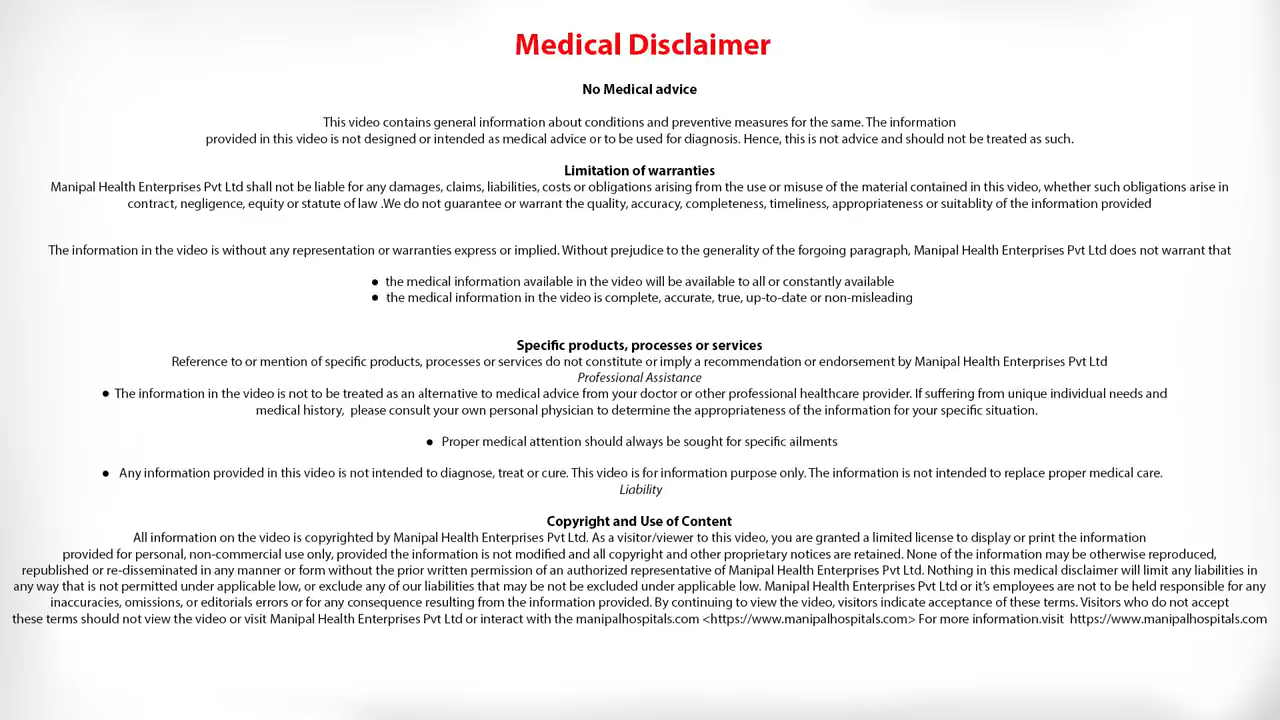 Medical Disclaimer
No Medical advice
This video contains general information about conditions and preventive measures for the same. The information
provided in this video is not designed or intended as medical advice or to be used for diagnosis. Hence, this is not advice and should not be treated as such.
Limitation of warranties
Manipal Health Enterprises Pvt Ltd shall not be liable for any damages, claims, liabilities, costs or obligations arising from the use or misuse of the material contained in this video, whether such obligations arise in
contract, negligence, equity or statute of law .We do not guarantee or warrant the quality, accuracy, completeness, timeliness, appropriateness or suitablity of the information provided
The information in the video is without any representation or warranties express or implied. Without prejudice to the generality of the forgoing paragraph, Manipal Health Enterprises Pvt Ltd does not warrant that
● the medical information available in the video will be available to all or constantly available
● the medical information in the video is complete, accurate, true, up-to-date or non-misleading
Specific products, processes or services
Reference to or mention of specific products, processes or services do not constitute or imply a recommendation or endorsement by Manipal Health Enterprises Pvt Ltd
Professional Assistance
● The information in the video is not to be treated as an alternative to medical advice from your doctor or other professional healthcare provider. If suffering from unique individual needs and
medical history, please consult your own personal physician to determine the appropriateness of the information for your specific situation.
● Proper medical attention should always be sought for specific ailments
● Any information provided in this video is not intended to diagnose, treat or cure. This video is for information purpose only. The information is not intended to replace proper medical care.
Liability
Copyright and Use of Content
All information on the video is copyrighted by Manipal Health Enterprises Pvt Ltd. As a visitor/viewer to this video, you are granted a limited license to display or print the information
provided for personal, non-commercial use only, provided the information is not modified and all copyright and other proprietary notices are retained. None of the information may be otherwise reproduced,
republished or re-disseminated in any manner or form without the prior written permission of an authorized representative of Manipal Health Enterprises Pvt Ltd. Nothing in this medical disclaimer will limit any liabilities in
any way that is not permitted under applicable low, or exclude any of our liabilities that may be not be excluded under applicable low. Manipal Health Enterprises Pvt Ltd or it's employees are not to be held responsible for any
inaccuracies, omissions, or editorials errors or for any consequence resulting from the information provided. By continuing to view the video, visitors indicate acceptance of these terms. Visitors who do not accept
these terms should not view the video or visit Manipal Health Enterprises Pvt Ltd or interact with the manipalhospitals.com <https://www.manipalhospitals.com> For more information.visit https://www.manipalhospitals.com